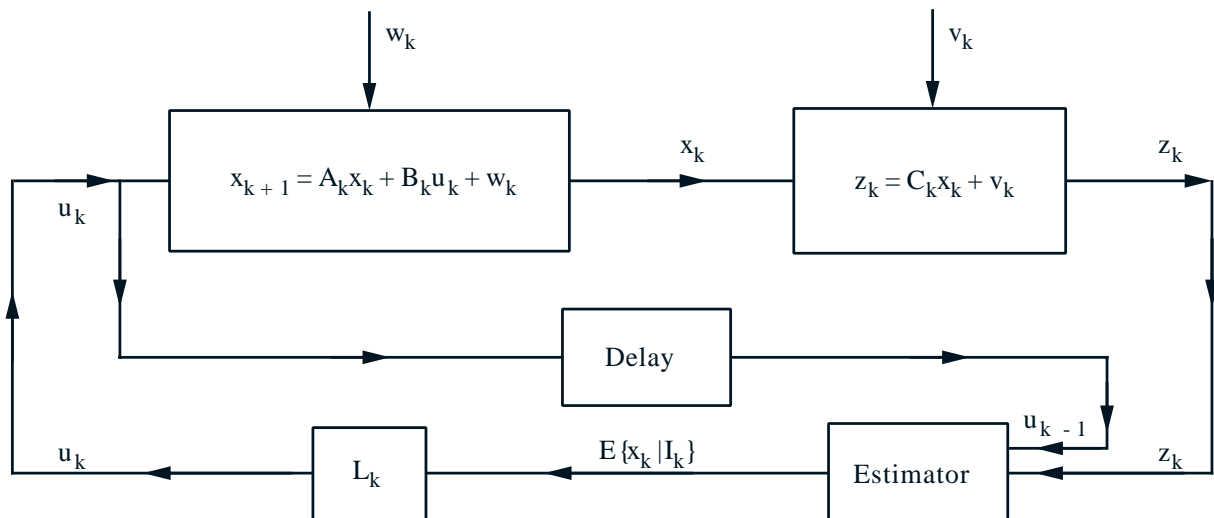 w_k
v_k
x_{k + 1} = A_k x_k + B_k u_k + w_k
x_k
z_k = C_k x_k + v_k
z_k
u_k
Delay
u_{k - 1}
u_k
L_k
E{x_k | I_k}
Estimator
z_k